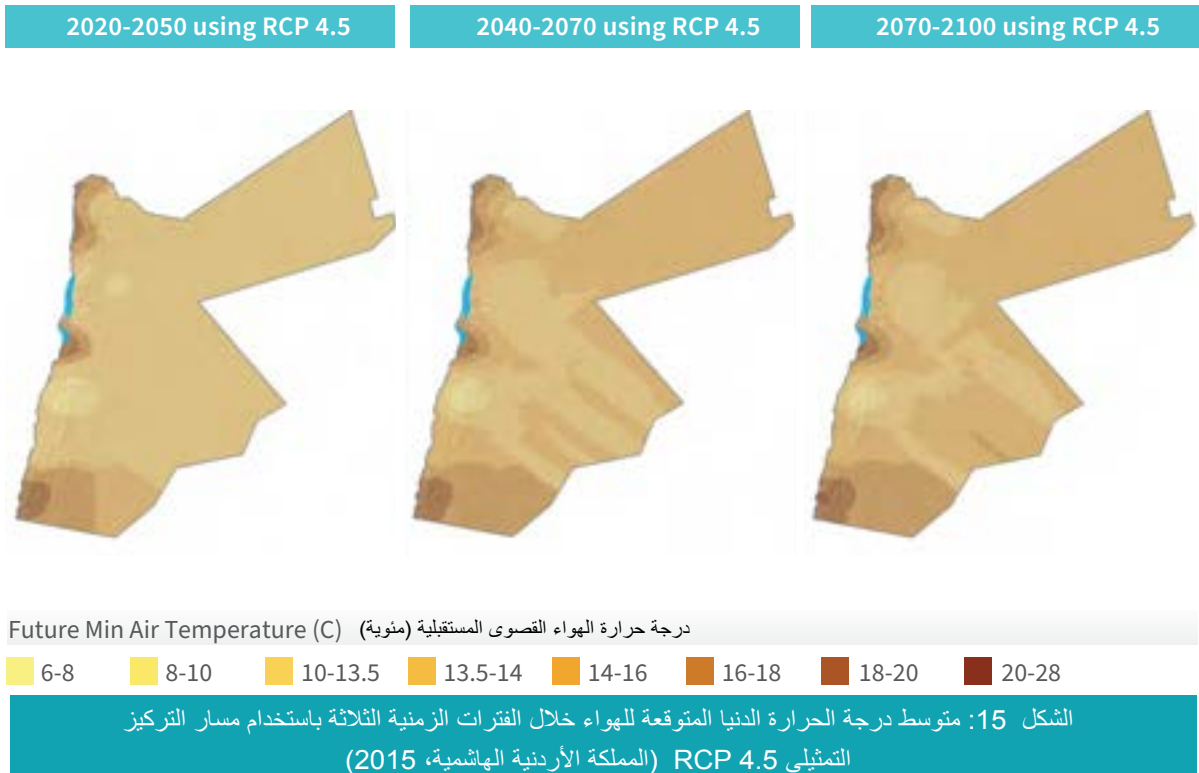 2020-2050 using RCP 4.5
2040-2070 using RCP 4.5
2070-2100 using RCP 4.5
Future Min Air Temperature (C) درجة حرارة الهواء القصوى المستقبلية (مئوية)
6-8 8-10 10-13.5 13.5-14 14-16 16-18 18-20 20-28
الشكل 15: متوسط درجة الحرارة الدنيا المتوقعة للهواء خلال الفترات الزمنية الثلاثة باستخدام مسار التركيز
التمثيلي RCP 4.5 (المملكة الأردنية الهاشمية، 2015)